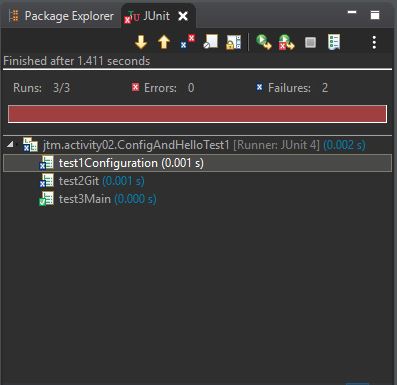 Package Explorer JUnit
Finished after 1.411 seconds
Runs: 3/3 Errors: 0 Failures: 2
jtm.activity02.ConfigAndHelloTest1 [Runner: JUnit 4] (0.002 s)
test1Configuration (0.001 s)
test2Git (0.001 s)
test3Main (0.000 s)